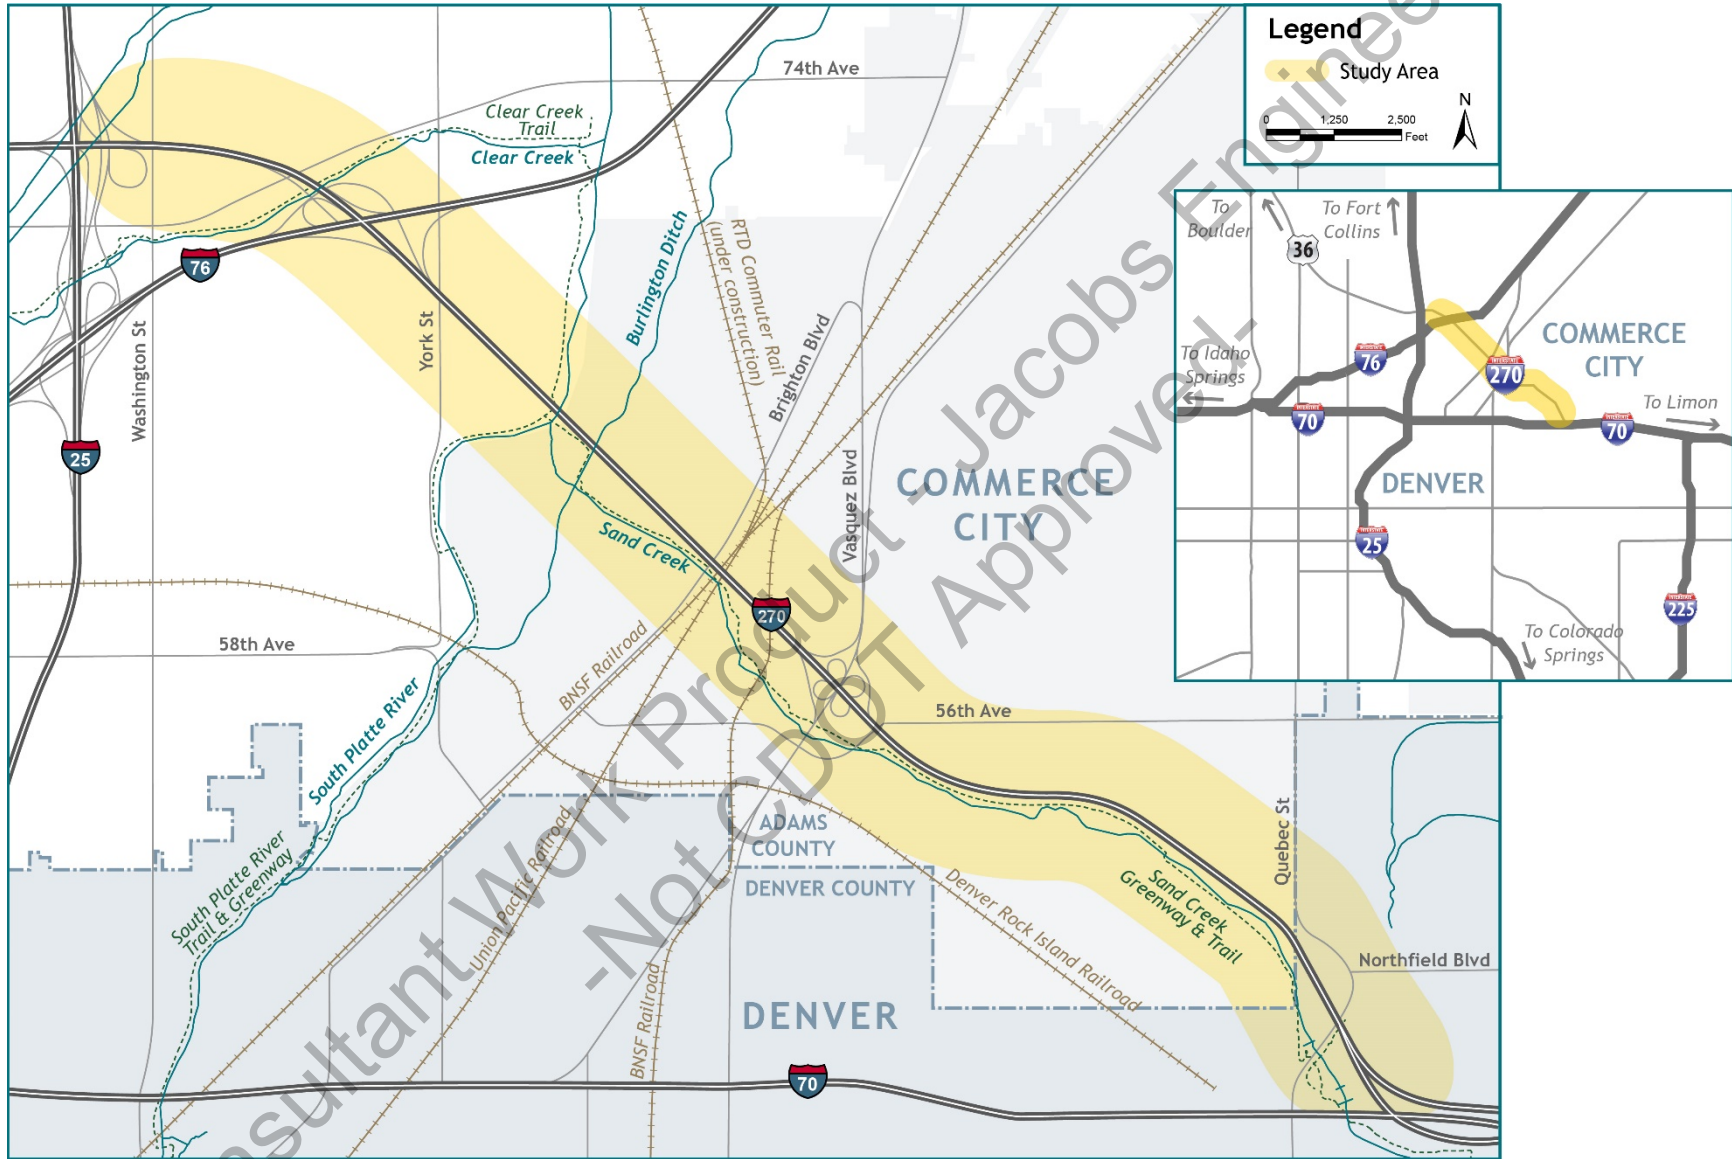 Legend
Study Area
N
0
1,250
2,500
Feet
74th Ave
Clear Creek
Trail
Clear Creek
76
Washington St
York St
Burlington Ditch
RTD Commuter Rail
(under construction)
Brighton Blvd
Vasquez Blvd
25
COMMERCE
CITY
Sand Creek
270
58th Ave
BNSF Railroad
56th Ave
South Platte River
South Platte River
Trail & Greenway
Union Pacific Railroad
ADAMS
COUNTY
DENVER COUNTY
Denver Rock Island Railroad
Sand Creek
Greenway & Trail
Quebec St
Northfield Blvd
BNSF Railroad
DENVER
70
To
Boulder
36
To Fort
Collins
COMMERCE
CITY
To Idaho
Springs
76
270
70
To Limon
70
DENVER
25
225
To Colorado
Springs
nsultant Work Product - Jacobs Enginee
-Not CDOT Approved-